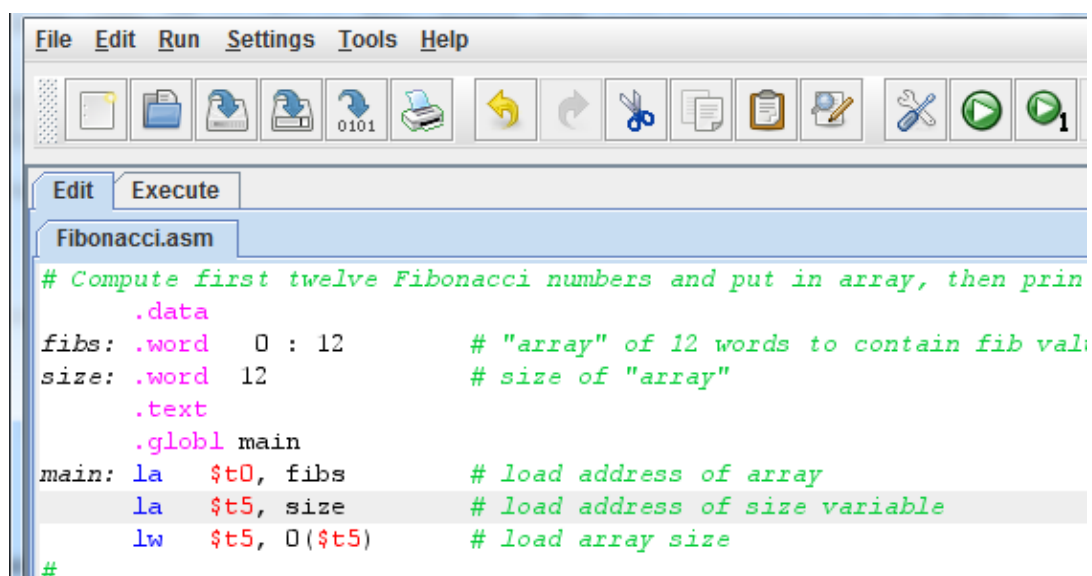 File Edit Run Settings Tools Help
0101
1
Edit Execute
Fibonacci.asm
# Compute first twelve Fibonacci numbers and put in array, then prin
.data
fibs: .word 0 : 12 # "array" of 12 words to contain fib valu
size: .word 12 # size of "array"
.text
.globl main
main: la $t0, fibs # load address of array
la $t5, size # load address of size variable
lw $t5, 0($t5) # load array size
#